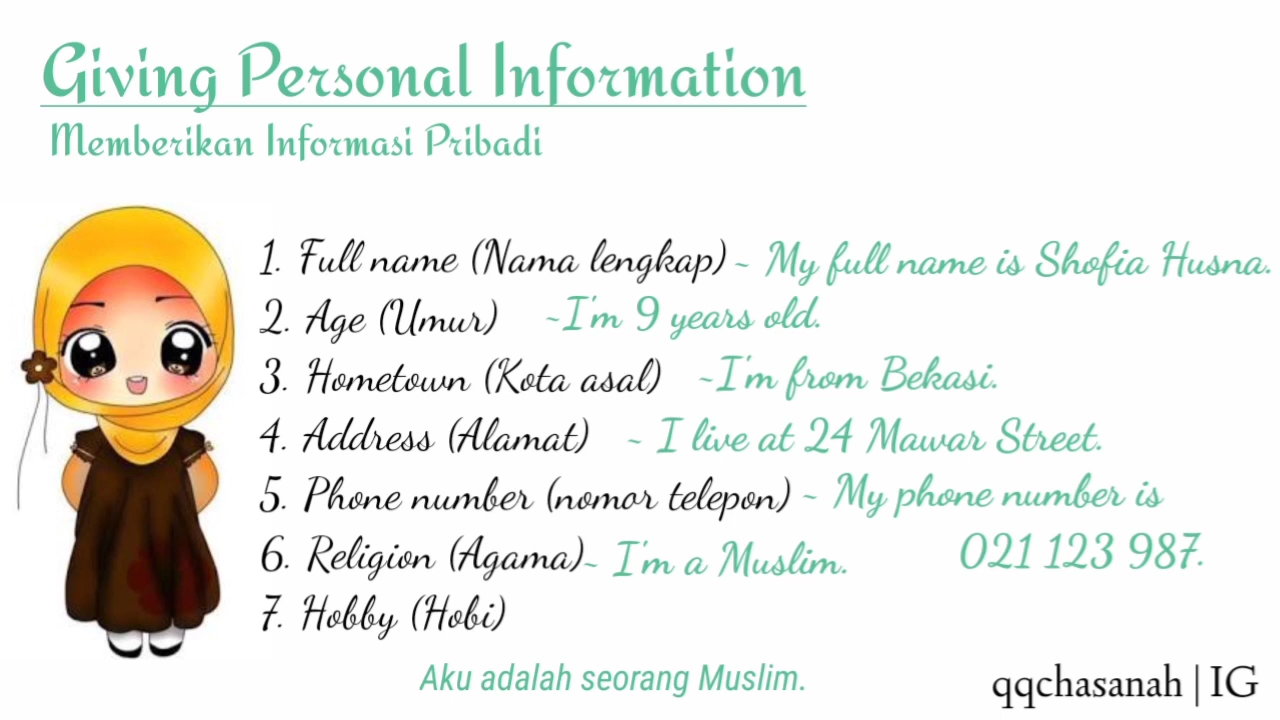 Giving Personal Information
Memberikan Informasi Pribadi
1. Full name (Nama lengkap) ~ My full name is Shofia Husna.
2. Age (Umur) ~I'm 9 years old.
3. Hometown (Kota asal) ~I'm from Bekasi.
4. Address (Alamat) ~ I live at 24 Mawar Street.
5. Phone number (nomor telepon) ~ My phone number is
021 123 987.
6. Religion (Agama)~ I'm a Muslim.
7. Hobby (Hobi)
Aku adalah seorang Muslim.
qqchasanah | IG